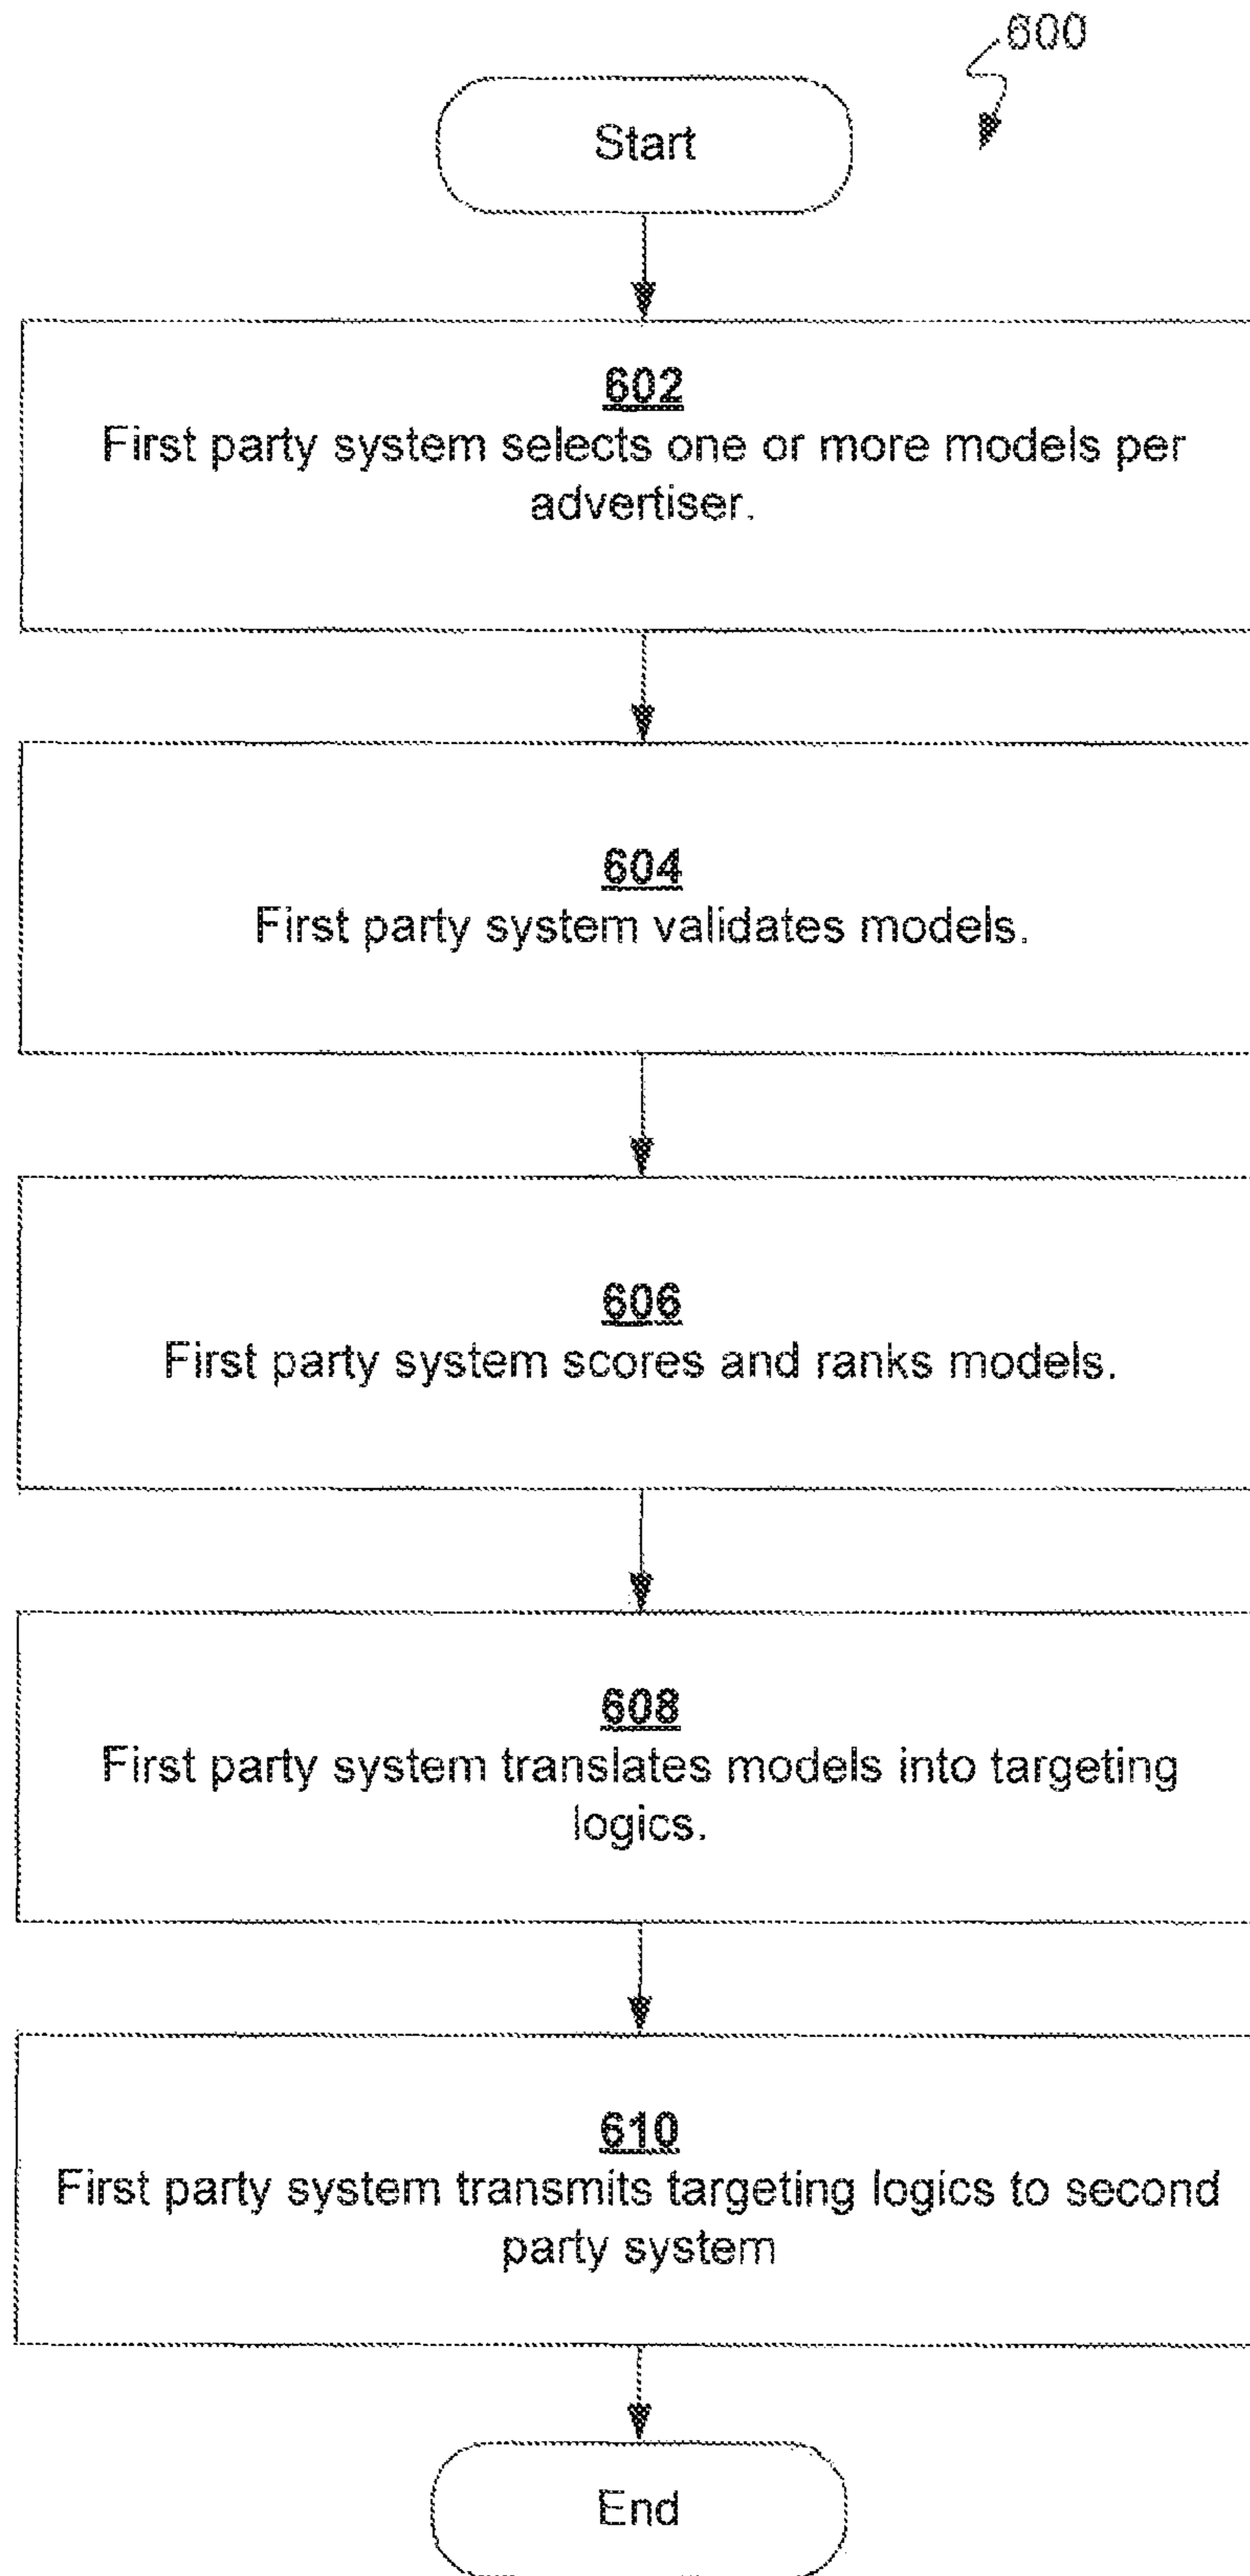 600
Start
602
First party system selects one or more models per
advertiser.
604
First party system validates models.
606
First party system scores and ranks models.
608
First party system translates models into targeting
logics.
610
First party system transmits targeting logics to second
party system
End